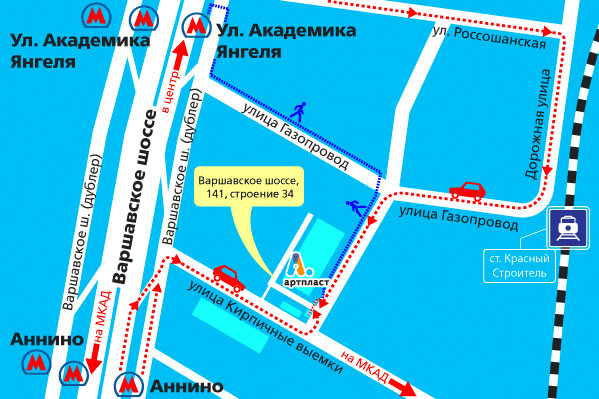 М М
Ул. Академика
Янгеля
М
Ул. Академика
Янгеля
в центр
ул. Россошанская
Дорожная улица
Варшавское шоссе
Варшавское ш. (дублер)
Варшавское ш. (дублер)
улица Газопровод
Варшавское шоссе,
141, строение 34
улица Газопровод
ст. Красный
Строитель
артпласт
улица Кирпичные выемки
на МКАД
на МКАД
Аннино
М М
М Аннино